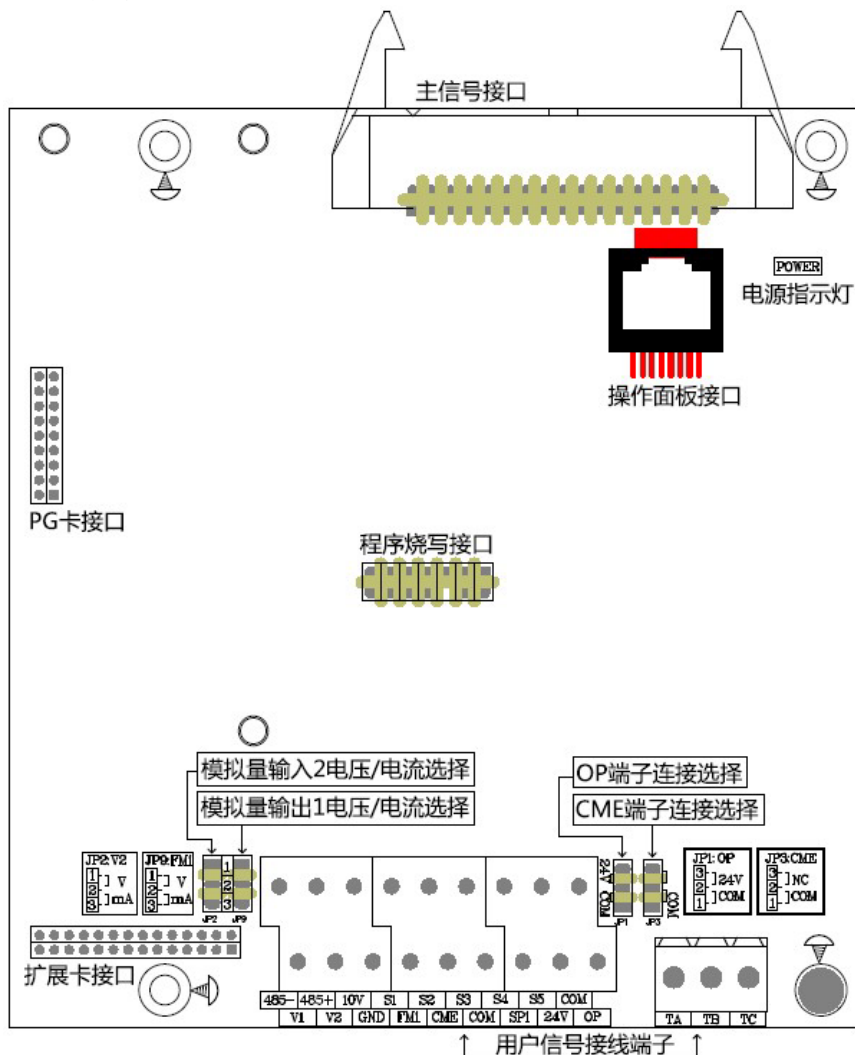 主信号接口
POWER
电源指示灯
操作面板接口
PG卡接口
程序烧写接口
模拟量输入2电压/电流选择
模拟量输出1电压/电流选择
OP端子连接选择
CME端子连接选择
JP2:V2
1
2
3
V
mA
JP9:FM1
1
2
3
V
mA
1
2
3
JP2
JP9
24V
COM
JP1
JP3
COM
JP1:OP
3
2
1
24V
COM
JP3:CME
3
2
1
NC
COM
扩展卡接口
485- 485+ 10V S1 S2 S3 S4 S5 COM
V1 V2 GND FM1 CME COM SP1 24V OP
TA TB TC
↑ 用户信号接线端子 ↑